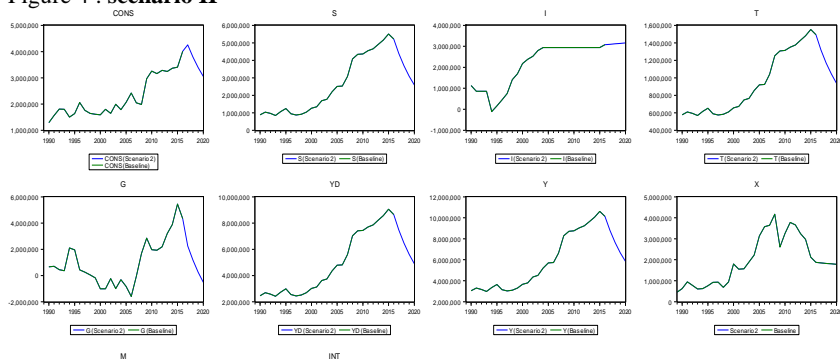 Figure 4 : scenario II
CONS
5,000,000
4,000,000
3,000,000
2,000,000
1,000,000
1990 1995 2000 2005 2010 2015 2020
CONS (Scenario 2)
CONS (Baseline)
S
6,000,000
5,000,000
4,000,000
3,000,000
2,000,000
1,000,000
0
1990 1995 2000 2005 2010 2015 2020
S (Scenario 2) S (Baseline)
I
4,000,000
3,000,000
2,000,000
1,000,000
0
-1,000,000
1990 1995 2000 2005 2010 2015 2020
I (Scenario 2) I (Baseline)
T
1,600,000
1,400,000
1,200,000
1,000,000
800,000
600,000
400,000
1990 1995 2000 2005 2010 2015 2020
T (Scenario 2) T (Baseline)
G
6,000,000
4,000,000
2,000,000
0
-2,000,000
1990 1995 2000 2005 2010 2015 2020
G (Scenario 2) G (Baseline)
YD
10,000,000
8,000,000
6,000,000
4,000,000
2,000,000
1990 1995 2000 2005 2010 2015 2020
YD (Scenario 2) YD (Baseline)
Y
12,000,000
10,000,000
8,000,000
6,000,000
4,000,000
2,000,000
1990 1995 2000 2005 2010 2015 2020
Y (Scenario 2) Y (Baseline)
X
5,000,000
4,000,000
3,000,000
2,000,000
1,000,000
0
1990 1995 2000 2005 2010 2015 2020
Scenario 2 Baseline
M
INT